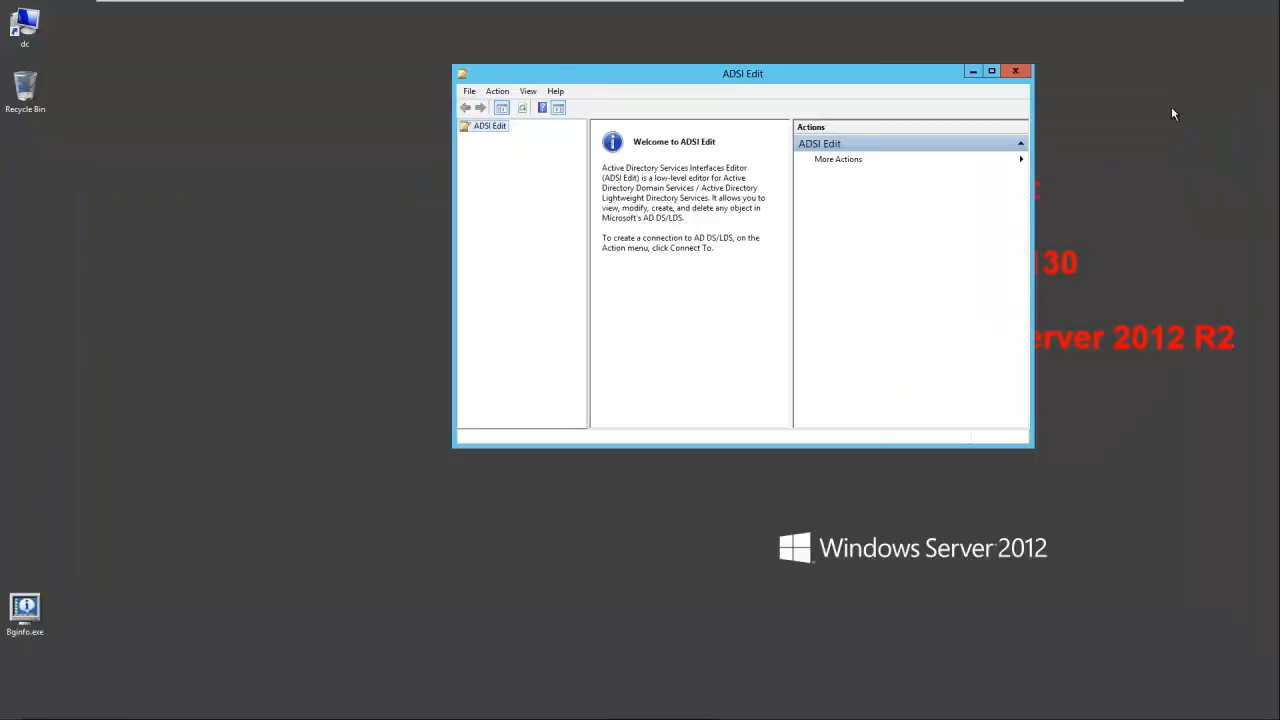 dc
Recycle Bin
ADSI Edit
File Action View Help
ADSI Edit
Welcome to ADSI Edit
Active Directory Services Interfaces Editor
(ADSI Edit) is a low-level editor for Active
Directory Domain Services / Active Directory
Lightweight Directory Services. It allows you to
view, modify, create, and delete any object in
Microsoft's AD DS/LDS.
To create a connection to AD DS/LDS, on the
Action menu, click Connect To.
Actions
ADSI Edit
More Actions
130
erver 2012 R2
Windows Server 2012
Bginfo.exe